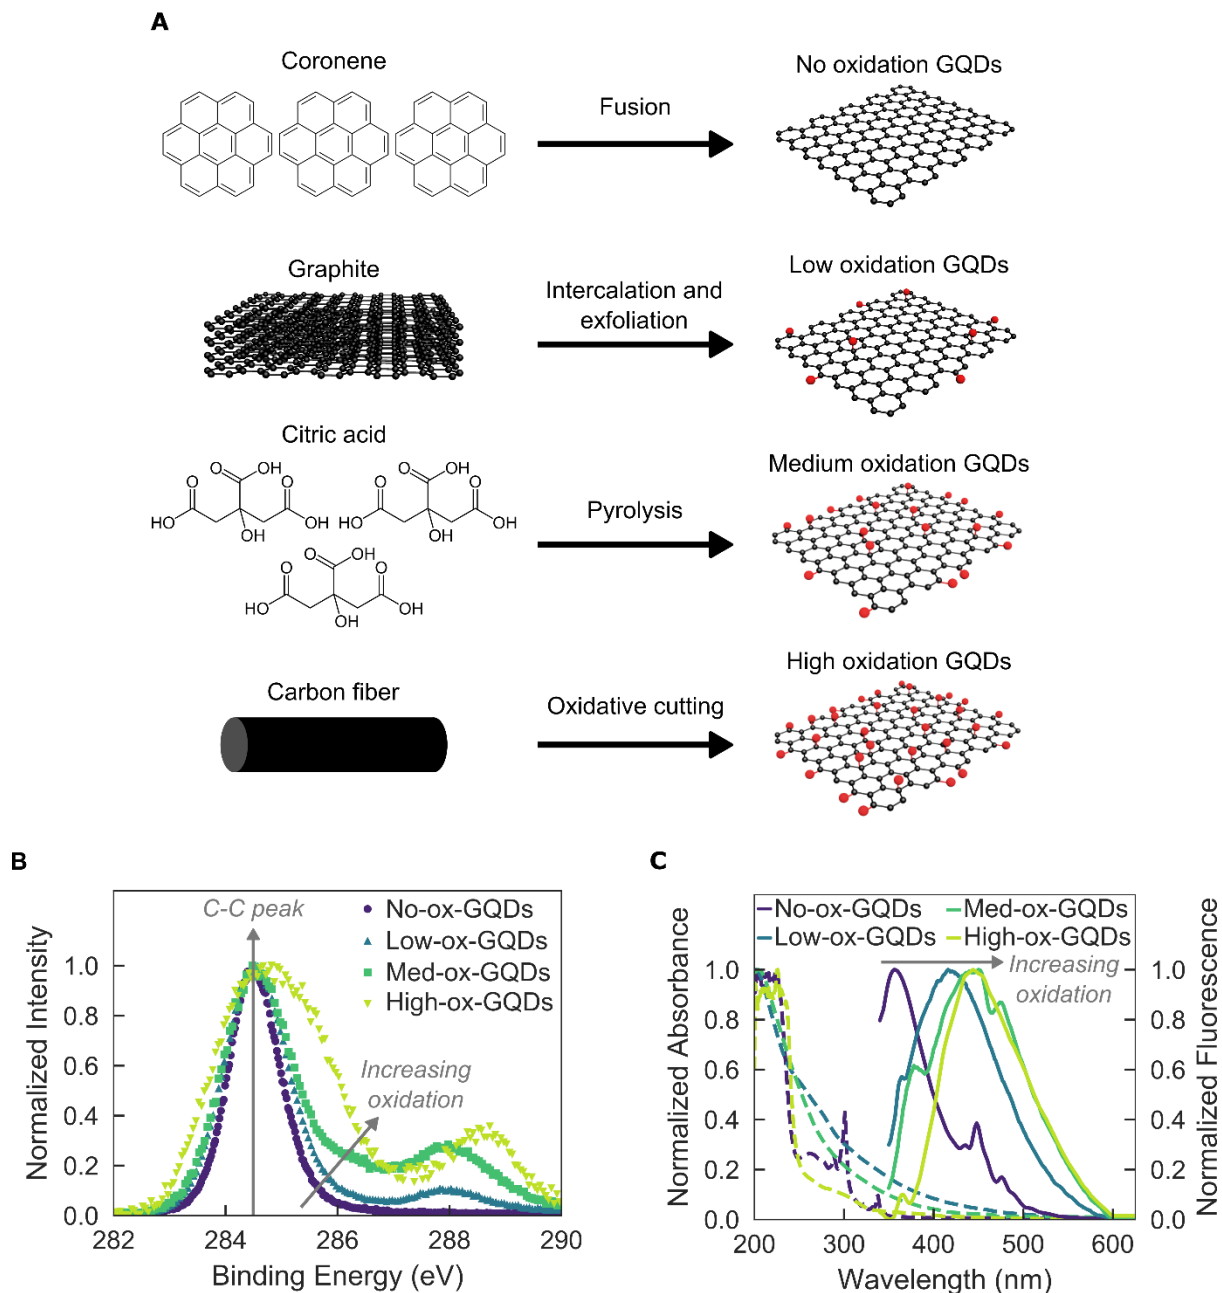 A
Coronene
Fusion
No oxidation GQDs
Graphite
Intercalation and
exfoliation
Low oxidation GQDs
Citric acid
O
OH
O
O
HO
OH
OH
O
OH
O
O
HO
OH
OH
O
OH
O
O
HO
OH
OH
Pyrolysis
Medium oxidation GQDs
Carbon fiber
Oxidative cutting
High oxidation GQDs
B
C-C peak
No-ox-GQDs
Low-ox-GQDs
Med-ox-GQDs
High-ox-GQDs
Increasing
oxidation
Normalized Intensity
1.0
0.8
0.6
0.4
0.2
0.0
282 284 286 288 290
Binding Energy (eV)
C
No-ox-GQDs Med-ox-GQDs
Low-ox-GQDs High-ox-GQDs
Increasing
oxidation
Normalized Absorbance
1.0
0.8
0.6
0.4
0.2
0.0
Normalized Fluorescence
1.0
0.8
0.6
0.4
0.2
0.0
200 300 400 500 600
Wavelength (nm)